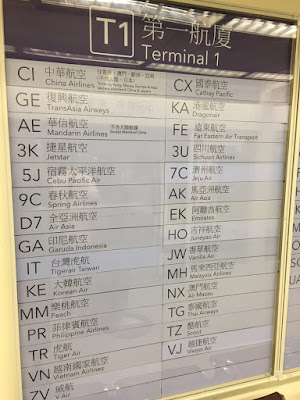 T1 第一航廈
Terminal 1
CI 中華航空
China Airlines
GE 復興航空
TransAsia Airways
AE 華信航空
Mandarin Airlines
3K 捷星航空
Jetstar
5J 宿霧太平洋航空
Cebu Pacific Air
9C 春秋航空
Spring Airlines
D7 全亞洲航空
Air Asia
GA 印尼航空
Garuda Indonesia
IT 台灣虎航
Tigerair Taiwan
KE 大韓航空
Korean Air
MM 樂桃航空
Peach
PR 菲律賓航空
Philippine Airlines
TR 虎航
Tiger Air
VN 越南國家航空
Vietnam Airlines
ZV 威航
V Air
CX 國泰航空
Cathay Pacific
KA 港龍航空
Dragonair
FE 遠東航空
Far Eastern Air Transport
3U 四川航空
Sichuan Airlines
7C 濟州航空
Jeju Air
AK 馬亞洲航空
Air Asia
EK 阿聯酋航空
Emirates
HO 吉祥航空
Juneyao Air
JW 香草航空
Vanilla Air
MH 馬來西亞航空
Malaysia Airlines
NX 澳門航空
Air Macau
TG 泰國航空
Thai Airways
TZ 酷航
Scoot
VJ 越捷航空
Vietjet Air